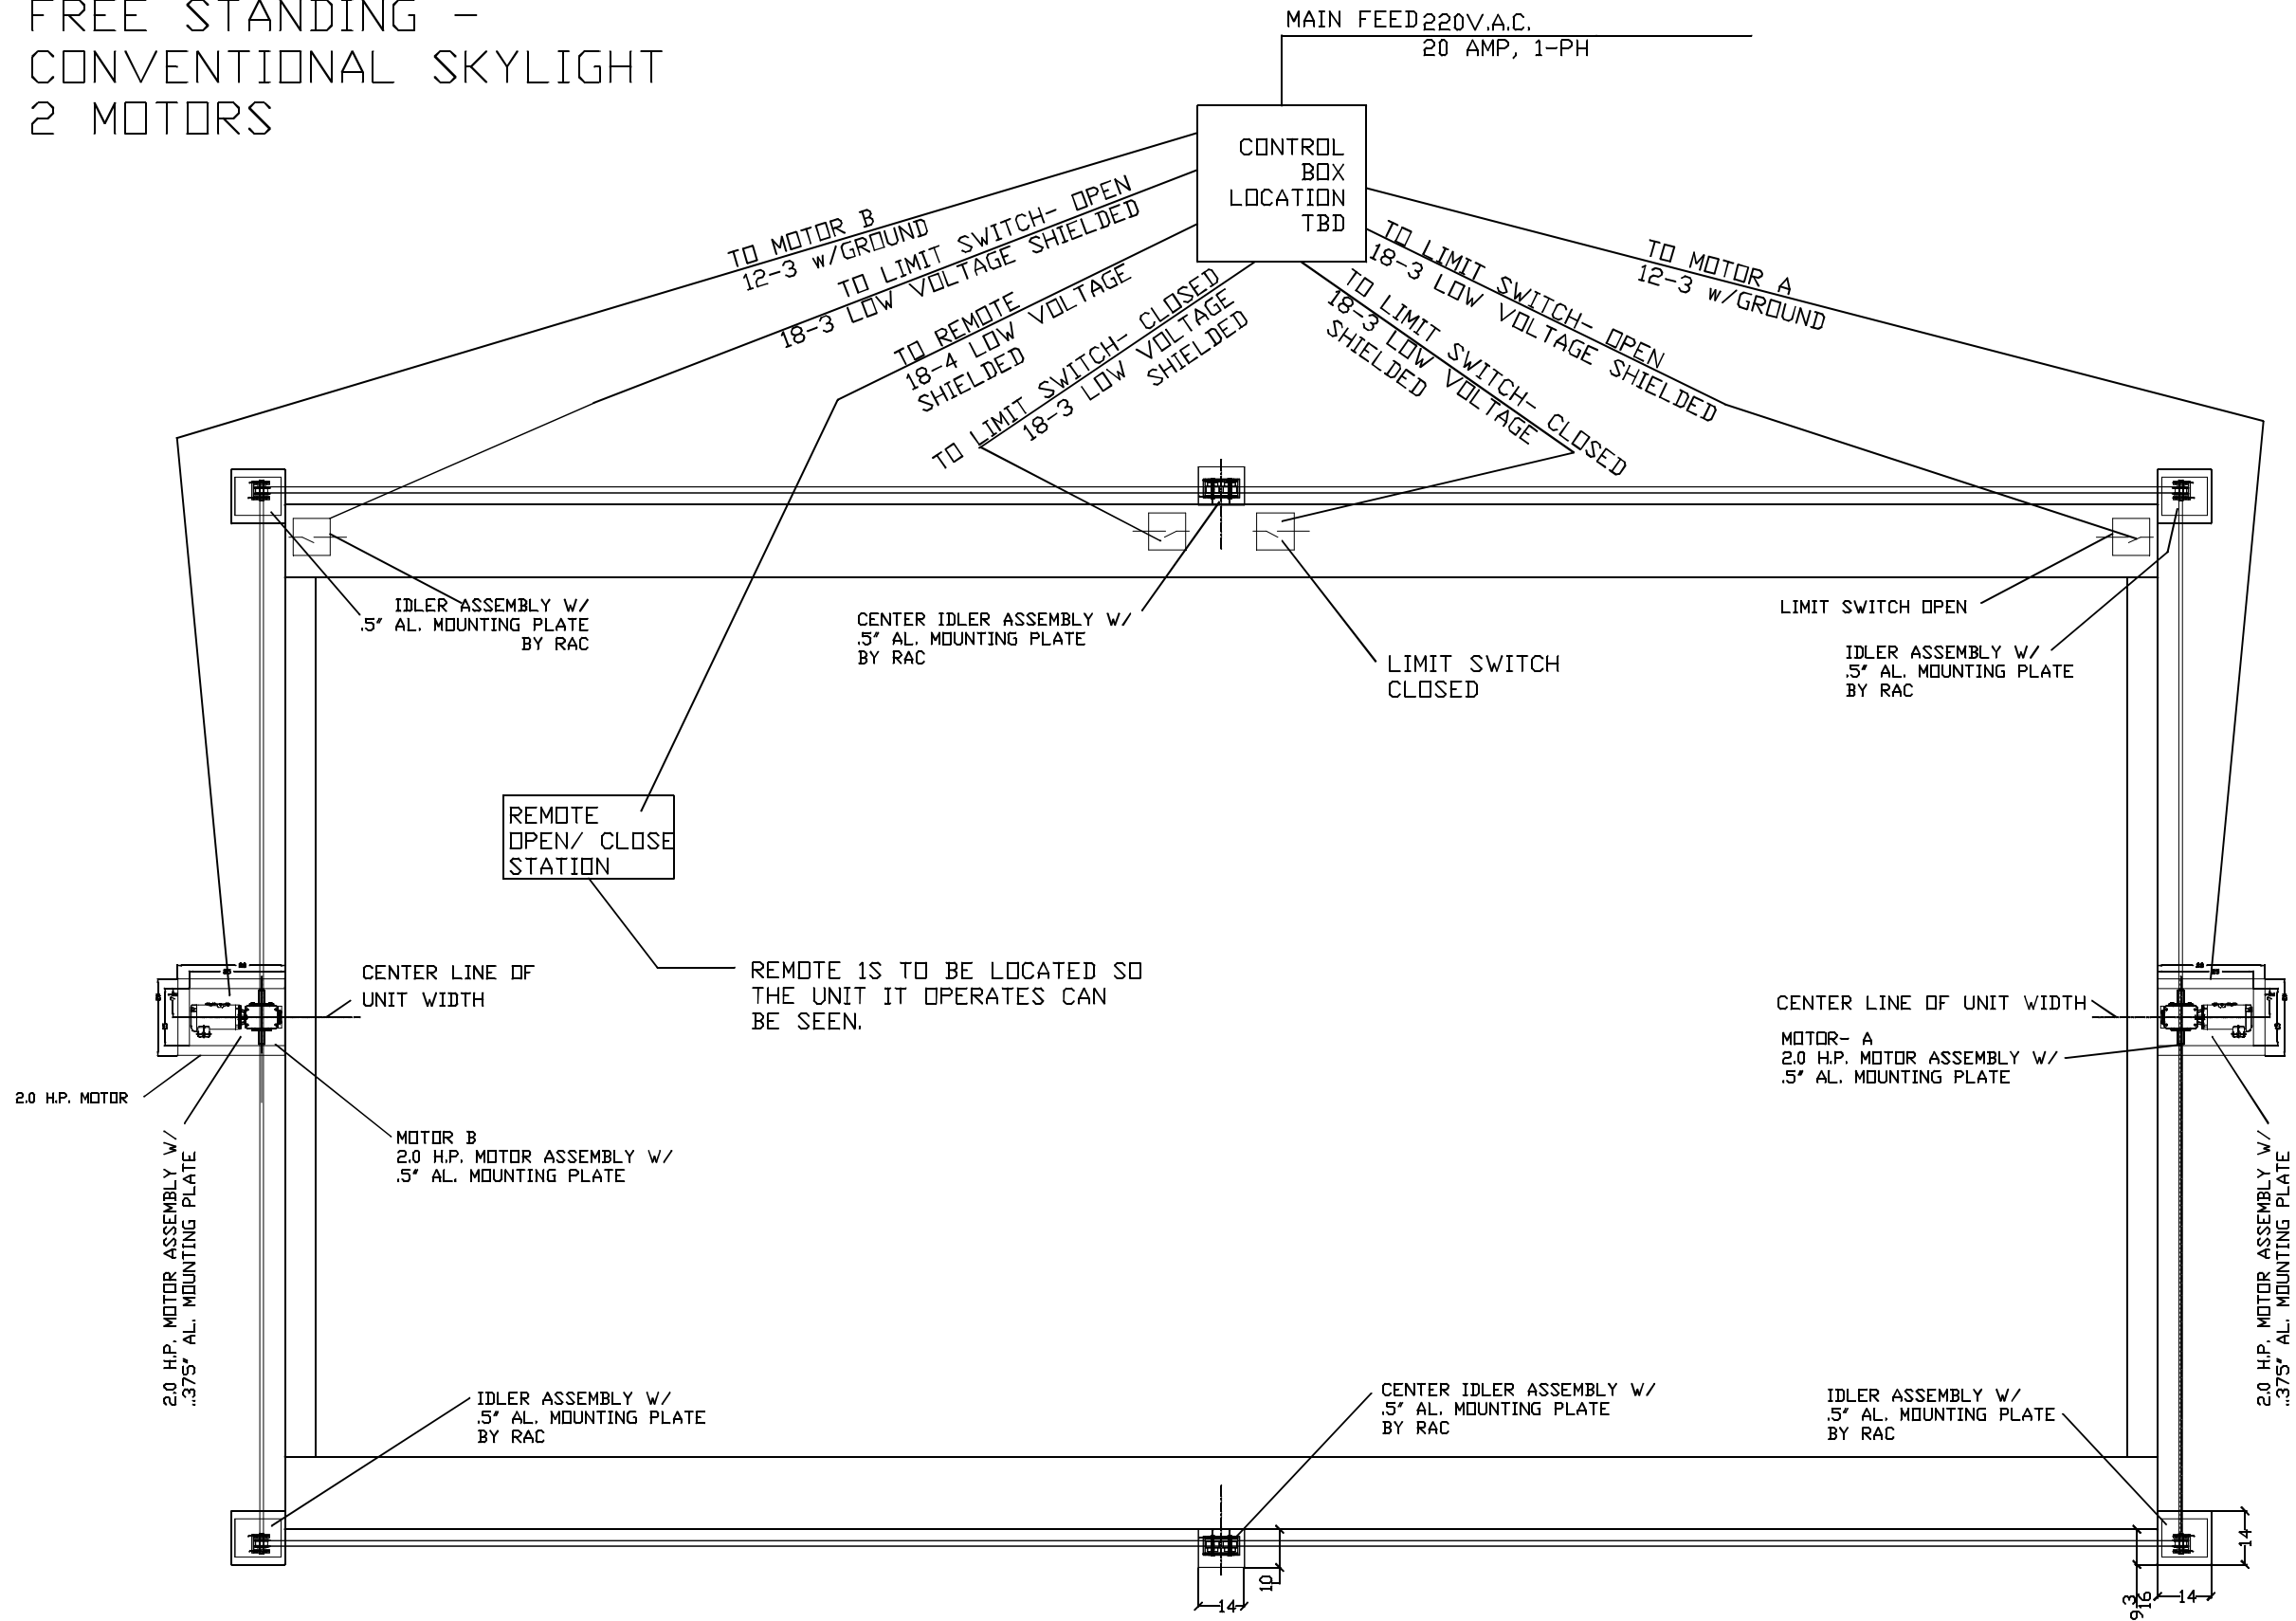 FREE STANDING -
CONVENTIONAL SKYLIGHT
2 MOTORS
MAIN FEED 220V.A.C.
20 AMP, 1-PH
CONTROL
BOX
LOCATION
TBD
TO MOTOR B
12-3 w/GROUND
TO LIMIT SWITCH- OPEN
18-3 LOW VOLTAGE SHIELDED
TO REMOTE
18-4 LOW VOLTAGE
SHIELDED
TO LIMIT SWITCH- CLOSED
18-3 LOW VOLTAGE
SHIELDED
TO LIMIT SWITCH- CLOSED
18-3 LOW VOLTAGE
SHIELDED
TO LIMIT SWITCH- OPEN
18-3 LOW VOLTAGE SHIELDED
TO MOTOR A
12-3 w/GROUND
IDLER ASSEMBLY W/
.5" AL. MOUNTING PLATE
BY RAC
CENTER IDLER ASSEMBLY W/
.5" AL. MOUNTING PLATE
BY RAC
LIMIT SWITCH
CLOSED
LIMIT SWITCH OPEN
IDLER ASSEMBLY W/
.5" AL. MOUNTING PLATE
BY RAC
REMOTE
OPEN/ CLOSE
STATION
REMOTE 1S TO BE LOCATED SO
THE UNIT IT OPERATES CAN
BE SEEN.
CENTER LINE OF
UNIT WIDTH
CENTER LINE OF UNIT WIDTH
MOTOR- A
2.0 H.P. MOTOR ASSEMBLY W/
.5" AL. MOUNTING PLATE
2.0 H.P. MOTOR
MOTOR B
2.0 H.P. MOTOR ASSEMBLY W/
.5" AL. MOUNTING PLATE
2.0 H.P. MOTOR ASSEMBLY W/
..375" AL. MOUNTING PLATE
2.0 H.P. MOTOR ASSEMBLY W/
..375" AL. MOUNTING PLATE
IDLER ASSEMBLY W/
.5" AL. MOUNTING PLATE
BY RAC
CENTER IDLER ASSEMBLY W/
.5" AL. MOUNTING PLATE
BY RAC
IDLER ASSEMBLY W/
.5" AL. MOUNTING PLATE
BY RAC
10
14
9 3/16
14
14